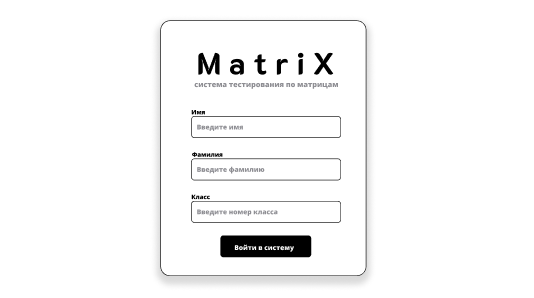 MatriX
система тестирования по матрицам
Имя
Введите имя
Фамилия
Введите фамилию
Класс
Введите номер класса
Войти в систему